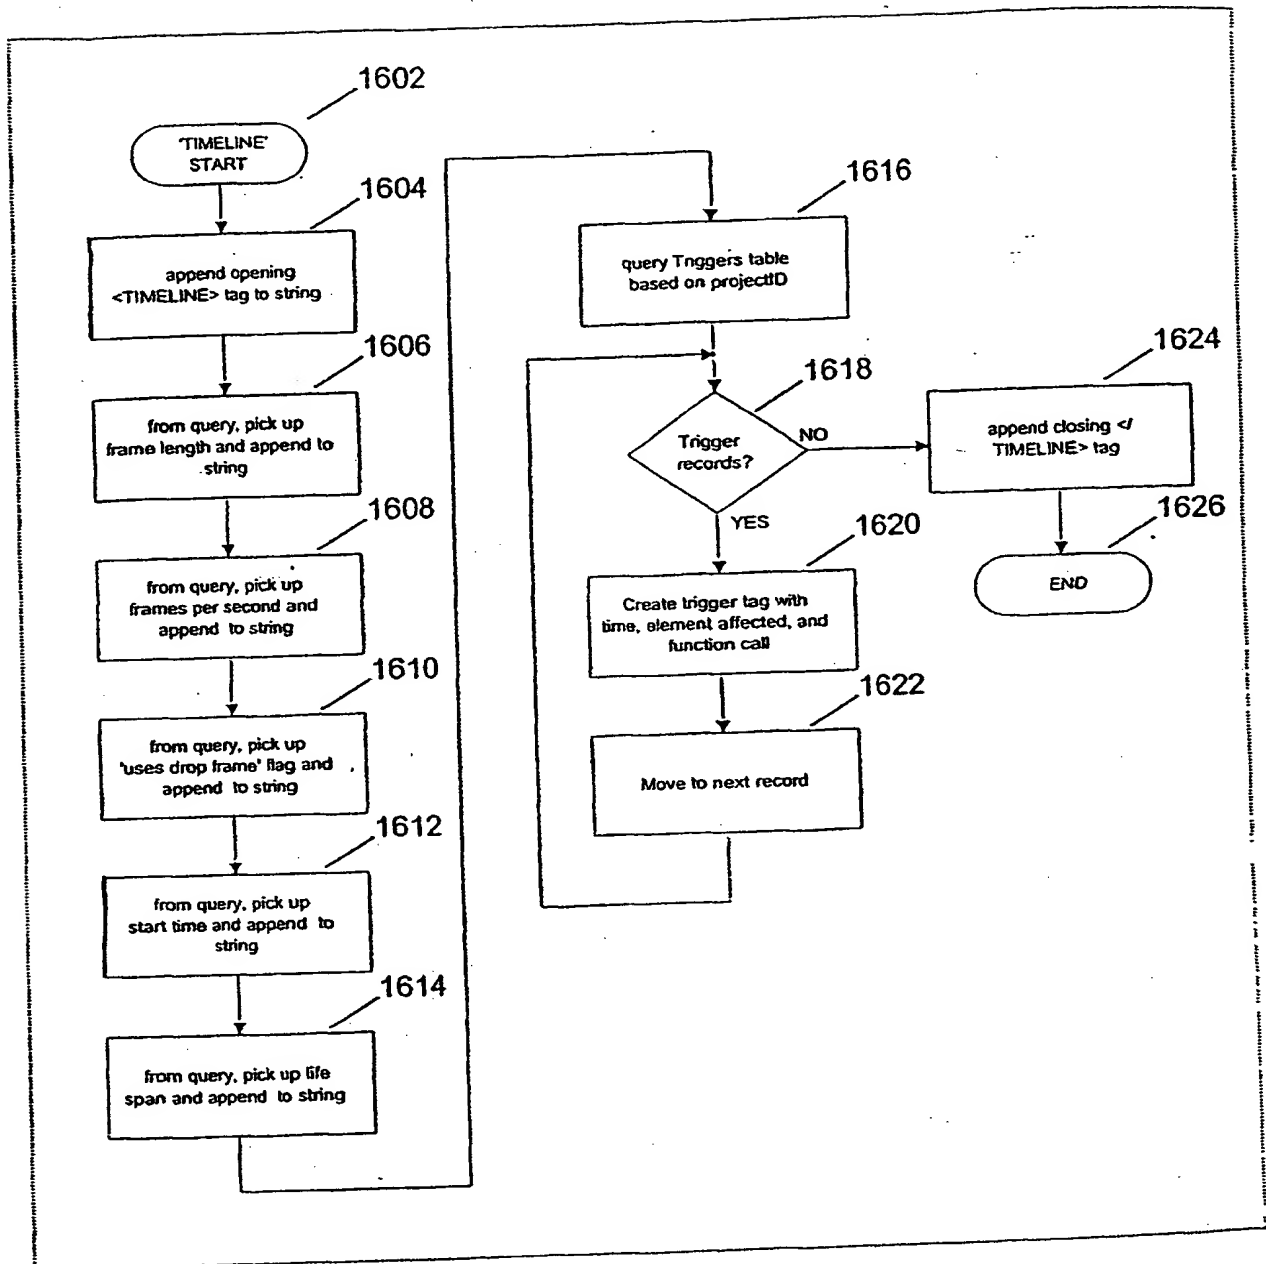 1602
'TIMELINE'
START
1604
append opening
<TIMELINE> tag to string
1606
from query, pick up
frame length and append to
string
1608
from query, pick up
frames per second and
append to string
1610
from query, pick up
'uses drop frame' flag and
append to string
1612
from query, pick up
start time and append to
string
1614
from query, pick up life
span and append to string
1616
query Triggers table
based on projectID
1618
Trigger
records?
NO
YES
1620
Create trigger tag with
time, element affected, and
function call
1622
Move to next record
1624
append closing </
TIMELINE> tag
1626
END